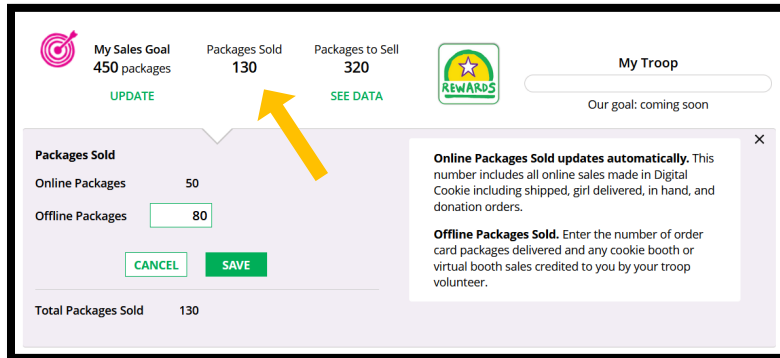 My Sales Goal
450 packages
UPDATE
Packages Sold
130
Packages to Sell
320
SEE DATA
REWARDS
My Troop
Our goal: coming soon
Packages Sold
Online Packages 50
Offline Packages 80
CANCEL SAVE
Total Packages Sold 130
×
Online Packages Sold updates automatically. This
number includes all online sales made in Digital
Cookie including shipped, girl delivered, in hand, and
donation orders.
Offline Packages Sold. Enter the number of order
card packages delivered and any cookie booth or
virtual booth sales credited to you by your troop
volunteer.